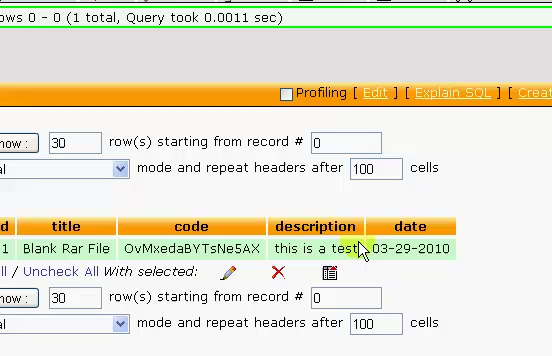 ows 0 - 0 (1 total, Query took 0.0011 sec)
Profiling [ Edit ] [ Explain SQL ] [ Creat
how : 30 row(s) starting from record # 0
al mode and repeat headers after 100 cells
d title code description date
1 Blank Rar File OvMxedaBYTsNe5AX this is a test 03-29-2010
ll / Uncheck All With selected:
how : 30 row(s) starting from record # 0
al mode and repeat headers after 100 cells